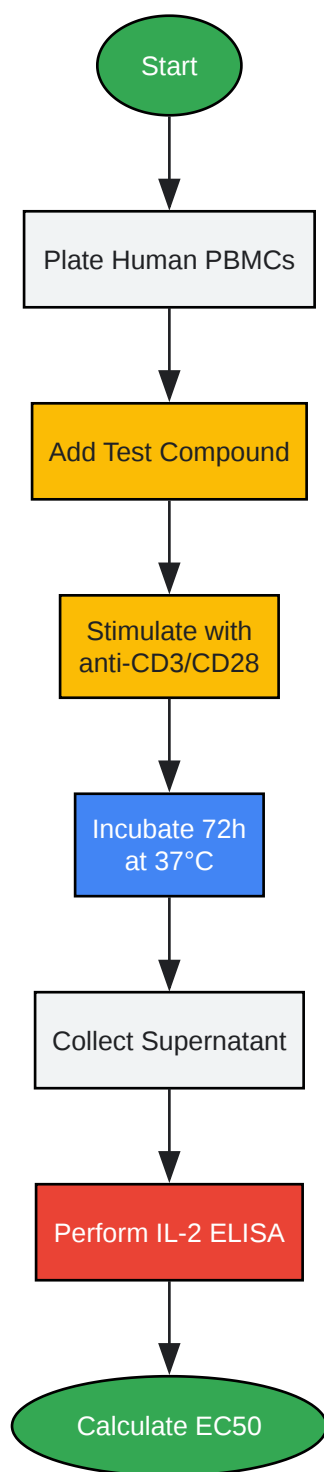 Start
Plate Human PBMCs
Add Test Compound
Stimulate with
anti-CD3/CD28
Incubate 72h
at 37°C
Collect Supernatant
Perform IL-2 ELISA
Calculate EC50